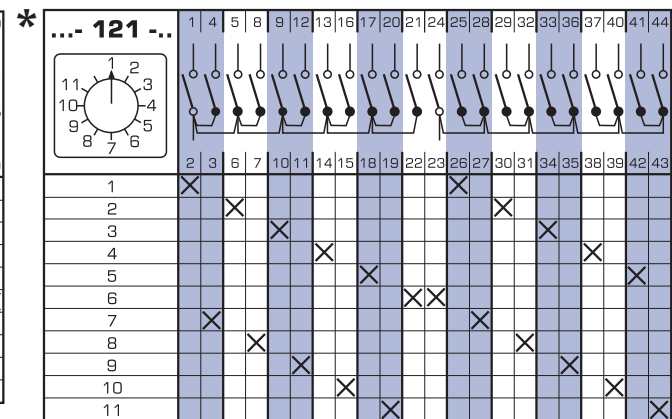 * ...- 121 -..
1 4 5 8 9 12 13 16 17 20 21 24 25 28 29 32 33 36 37 40 41 44
1 2 3 4 5 6 7 8 9 10 11
2 3 6 7 10 11 14 15 18 19 22 23 26 27 30 31 34 35 38 39 42 43
1 X X
2 X X
3 X X
4 X X
5 X X
6 X X
7 X X
8 X X
9 X X
10 X X
11 X X